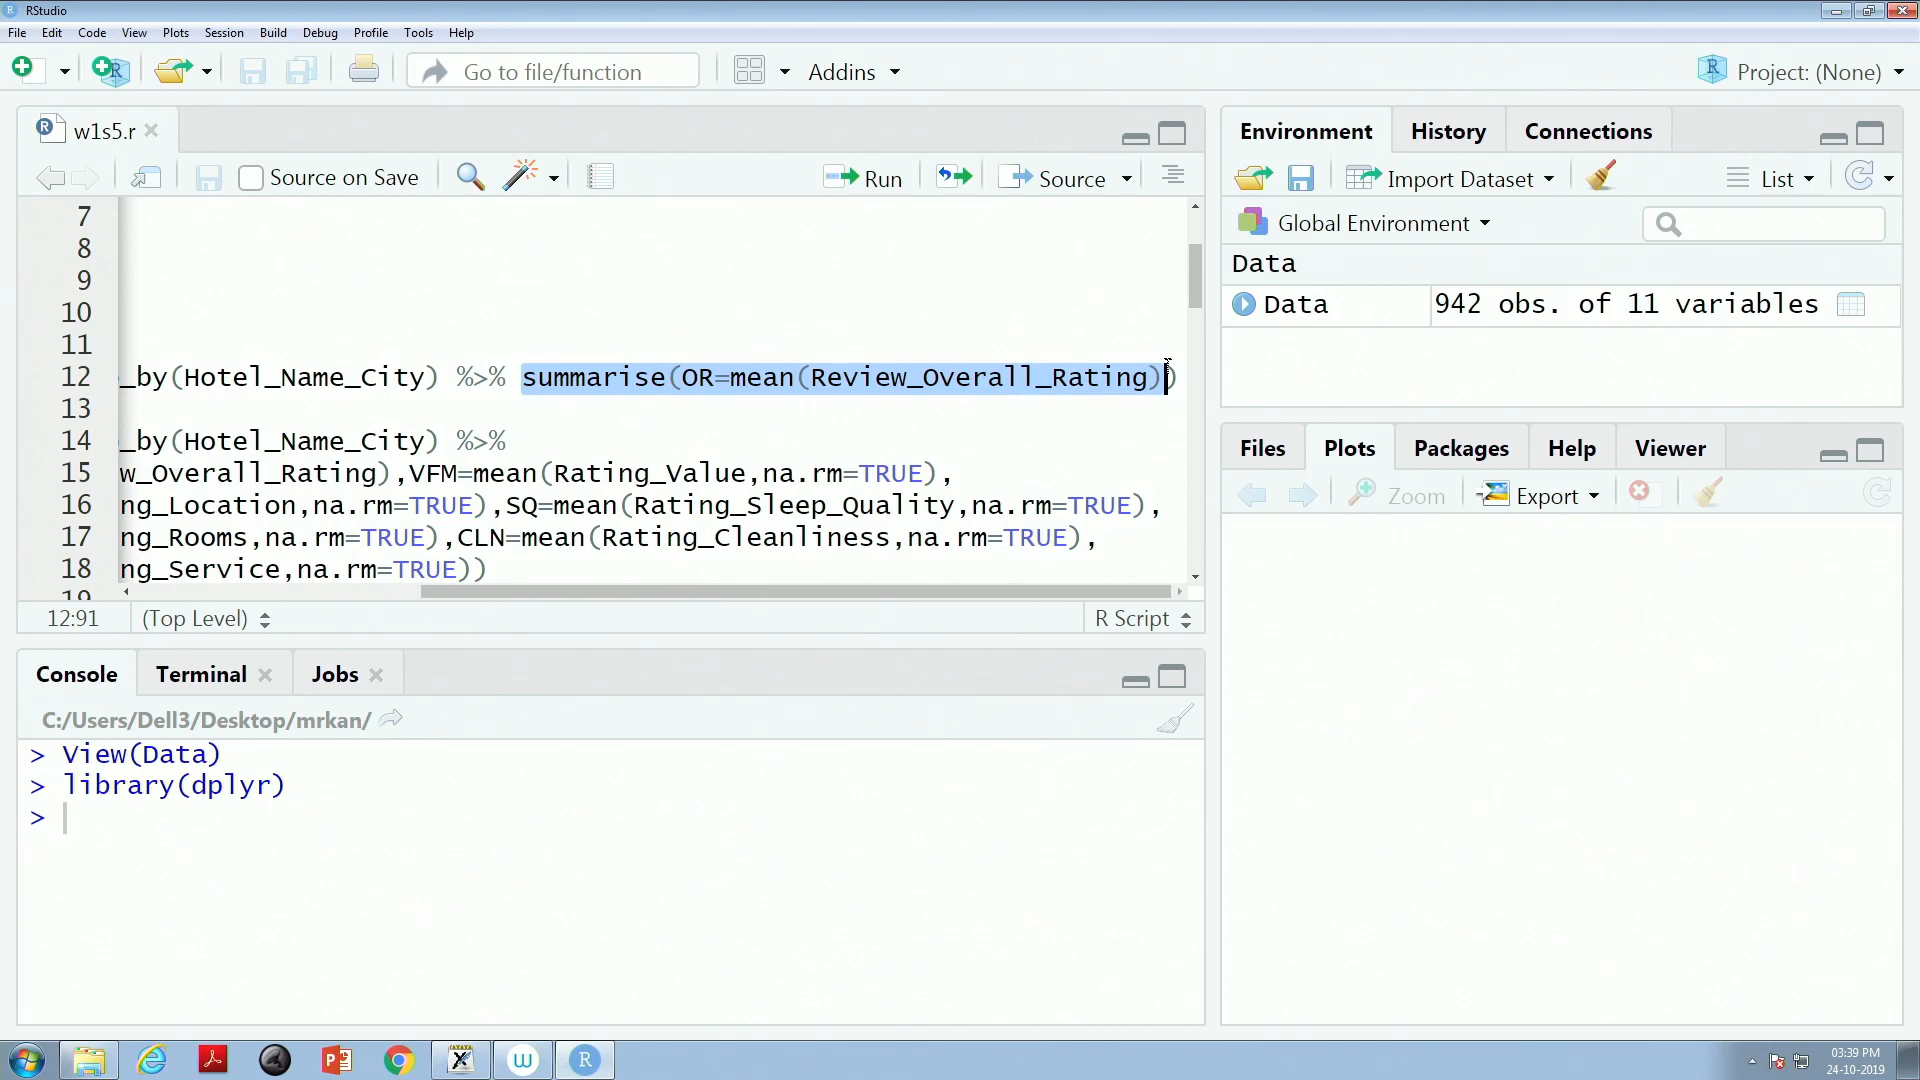 RStudio
File Edit Code View Plots Session Build Debug Profile Tools Help
Go to file/function
Addins
Project: (None)
w1s5.r
Source on Save
Run
Source
7
8
9
10
11
12 _by(Hotel_Name_City) %>% summarise(OR=mean(Review_Overall_Rating))
13
14 _by(Hotel_Name_City) %>%
15 w_Overall_Rating),VFM=mean(Rating_Value,na.rm=TRUE),
16 ng_Location,na.rm=TRUE),SQ=mean(Rating_Sleep_Quality,na.rm=TRUE),
17 ng_Rooms,na.rm=TRUE),CLN=mean(Rating_Cleanliness,na.rm=TRUE),
18 ng_Service,na.rm=TRUE))
19
12:91 (Top Level) R Script
Console Terminal Jobs
C:/Users/Dell3/Desktop/mrkan/
> View(Data)
> library(dplyr)
>
Environment History Connections
Import Dataset List
Global Environment
Data
Data 942 obs. of 11 variables
Files Plots Packages Help Viewer
Zoom Export
03:39 PM
24-10-2019